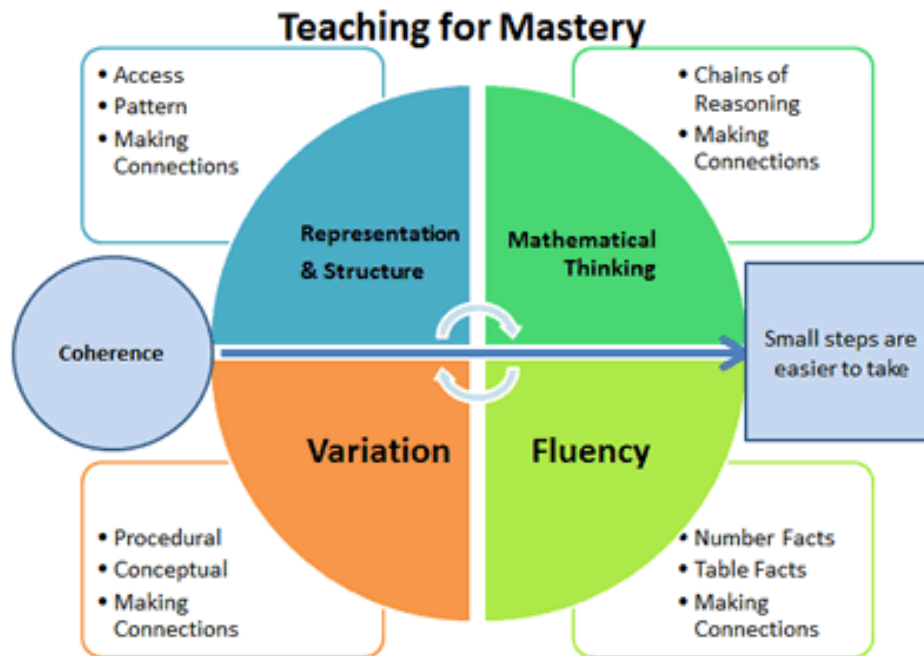 Teaching for Mastery
• Access
• Pattern
• Making
Connections
• Chains of
Reasoning
• Making
Connections
Representation
& Structure
Mathematical
Thinking
Coherence
Small steps are
easier to take
Variation
Fluency
• Procedural
• Conceptual
• Making
Connections
• Number Facts
• Table Facts
• Making
Connections